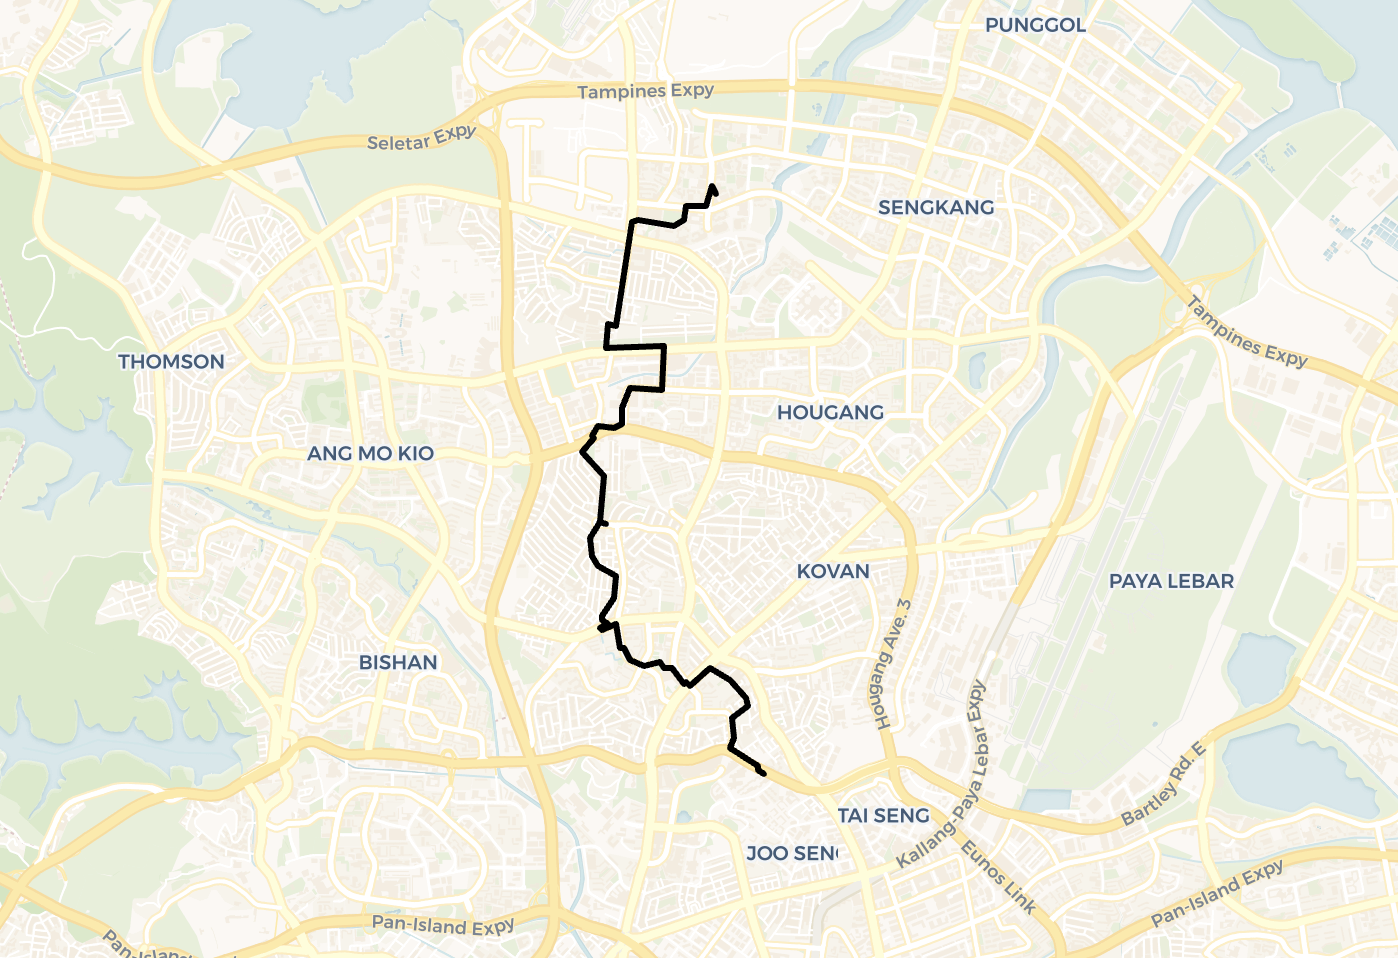 PUNGGOL
Tampines Expy
Seletar Expy
SENGKANG
Tampines Expy
THOMSON
HOUGANG
ANG MO KIO
KOVAN
PAYA LEBAR
Hougang Ave. 3
BISHAN
Kallang-Paya Lebar Expy
Bartley Rd. E
TAI SENG
JOO SEN
Eunos Link
Pan-Island Expy
Pan-Island Expy
Pan-Island